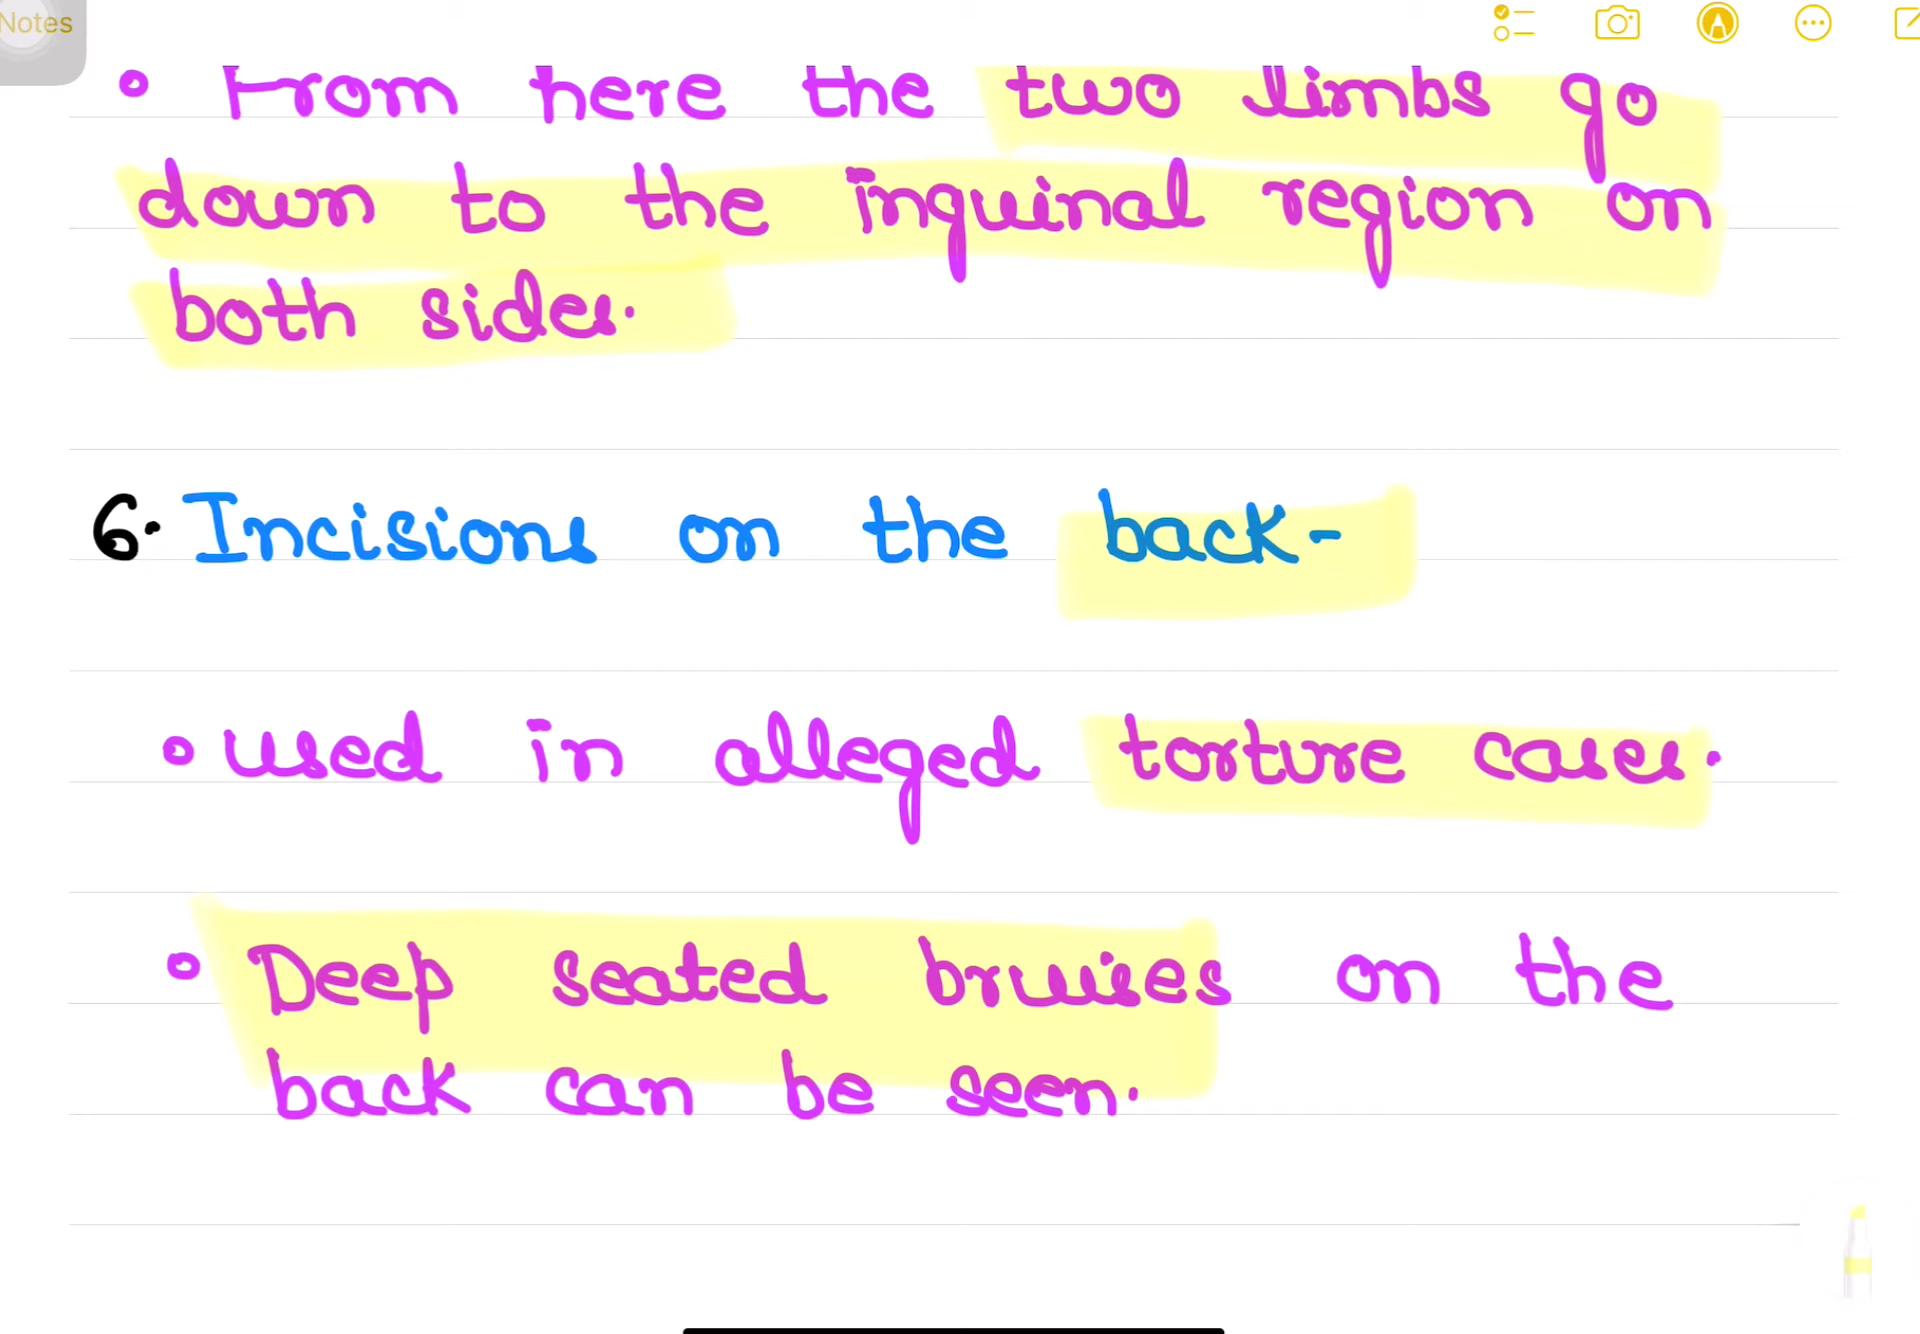 Notes
• From here the two limbs go
down to the inguinal region on
both sides.
6. Incisions on the back-
• used in alleged torture cases.
• Deep seated bruises on the
back can be seen.